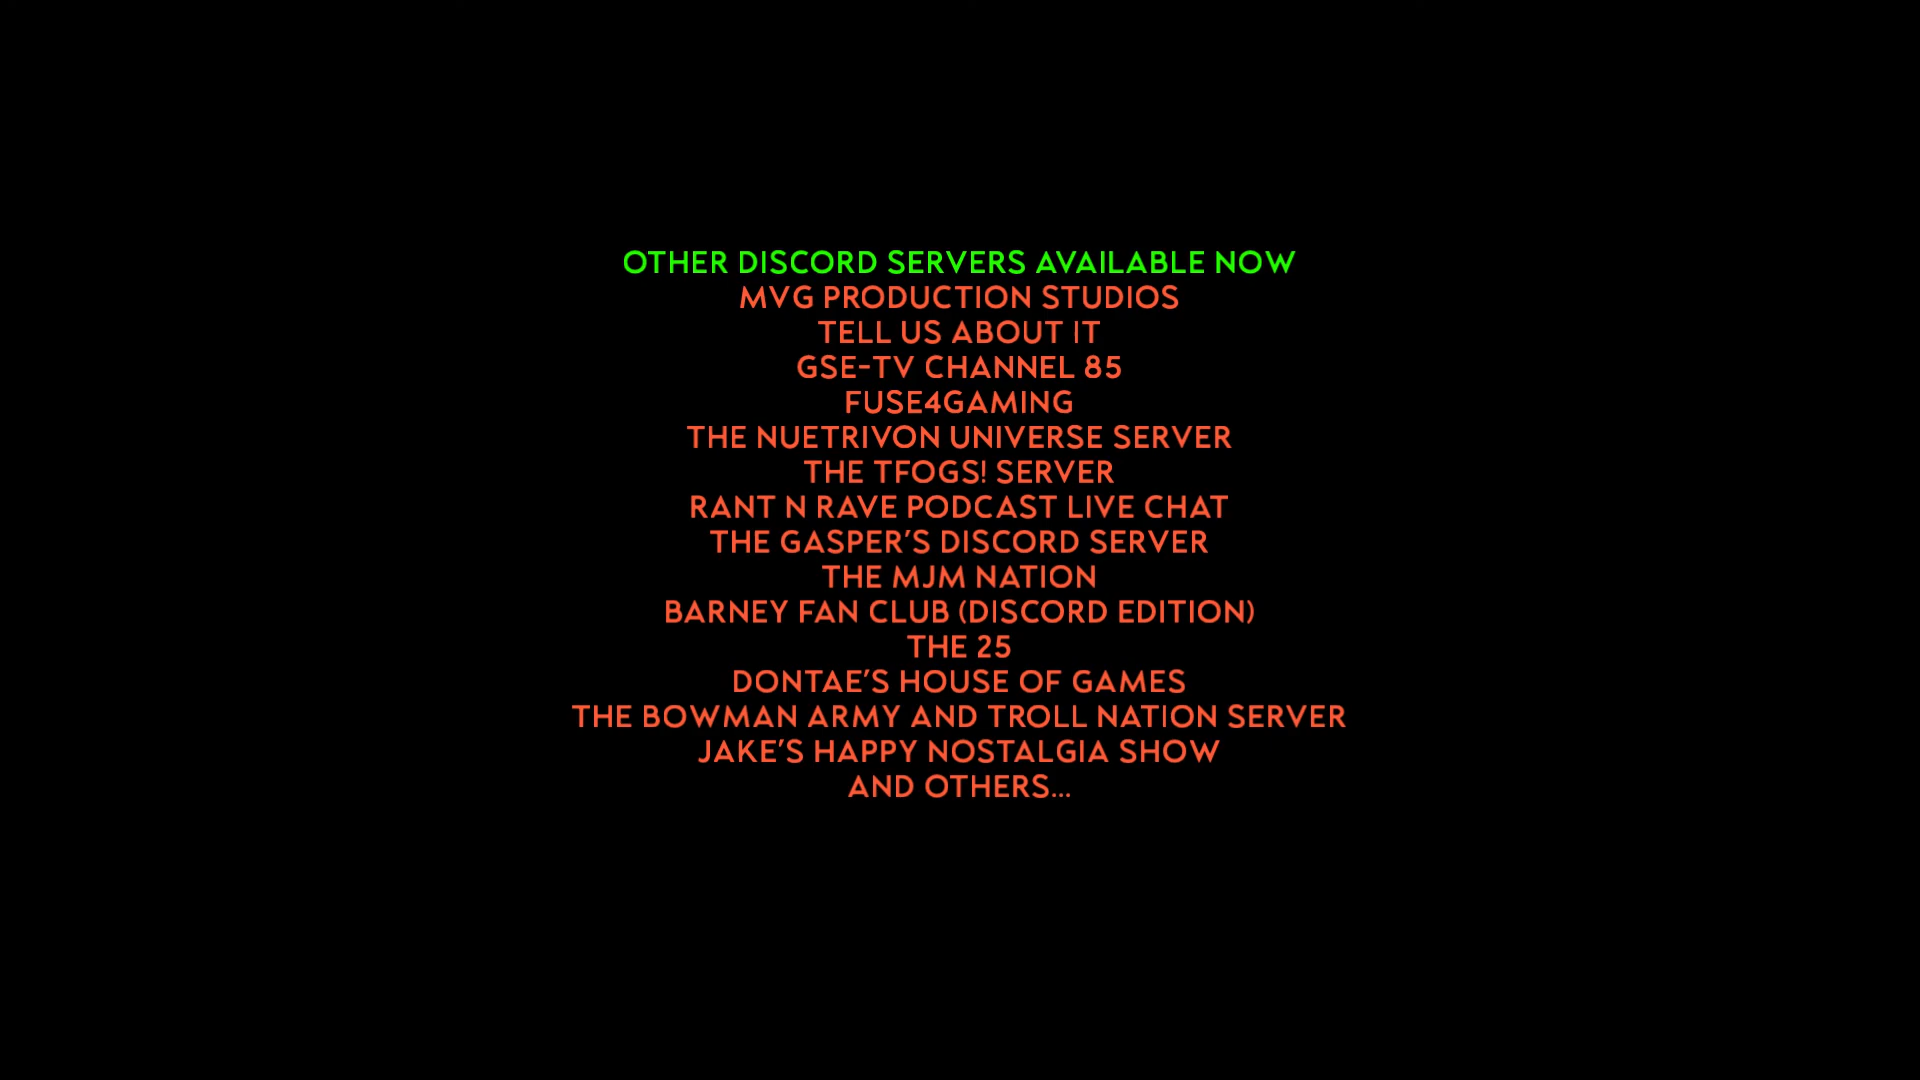 OTHER DISCORD SERVERS AVAILABLE NOW
MVG PRODUCTION STUDIOS
TELL US ABOUT IT
GSE-TV CHANNEL 85
FUSE4GAMING
THE NUETRIVON UNIVERSE SERVER
THE TFOGS! SERVER
RANT N RAVE PODCAST LIVE CHAT
THE GASPER'S DISCORD SERVER
THE MJM NATION
BARNEY FAN CLUB (DISCORD EDITION)
THE 25
DONTAE'S HOUSE OF GAMES
THE BOWMAN ARMY AND TROLL NATION SERVER
JAKE'S HAPPY NOSTALGIA SHOW
AND OTHERS...